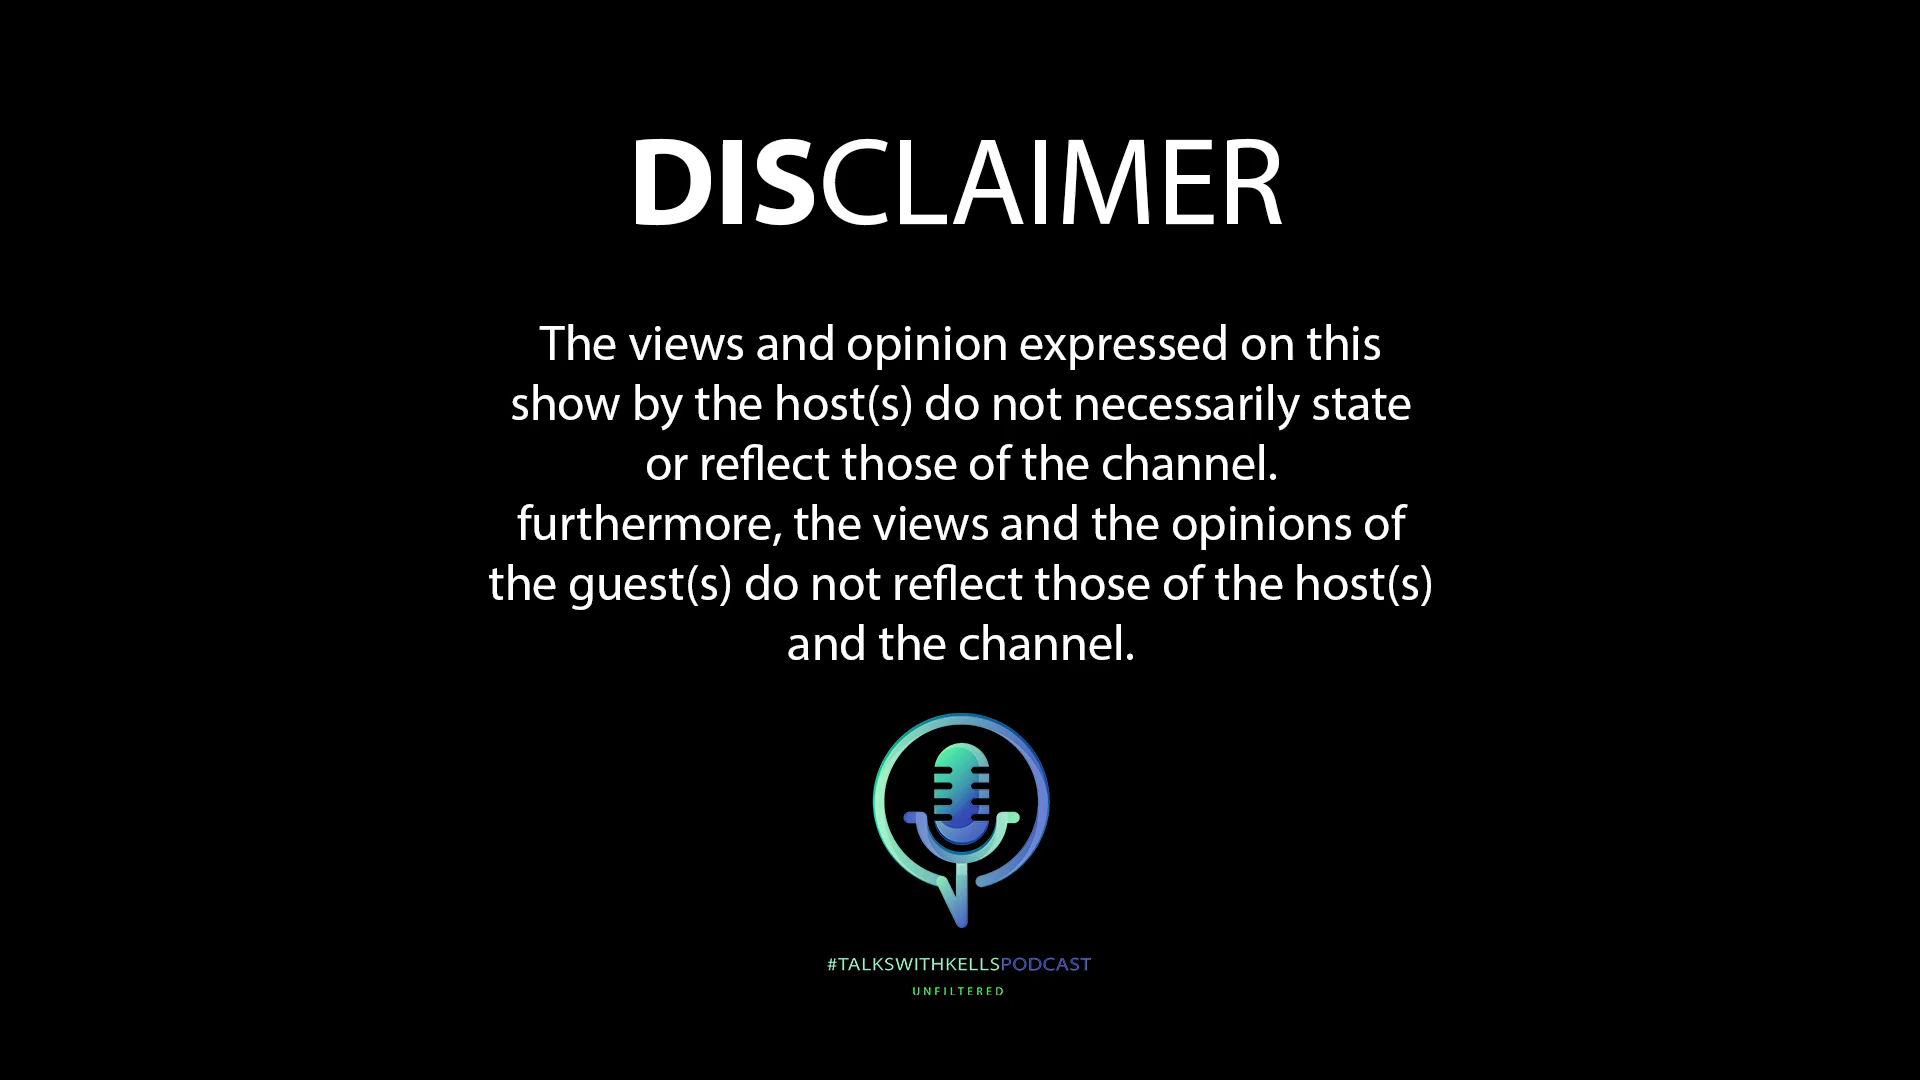 DISCLAIMER
The views and opinion expressed on this
show by the host(s) do not necessarily state
or reflect those of the channel.
furthermore, the views and the opinions of
the guest(s) do not reflect those of the host(s)
and the channel.
#TALKSWITHKELLSPODCAST
UNFILTERED